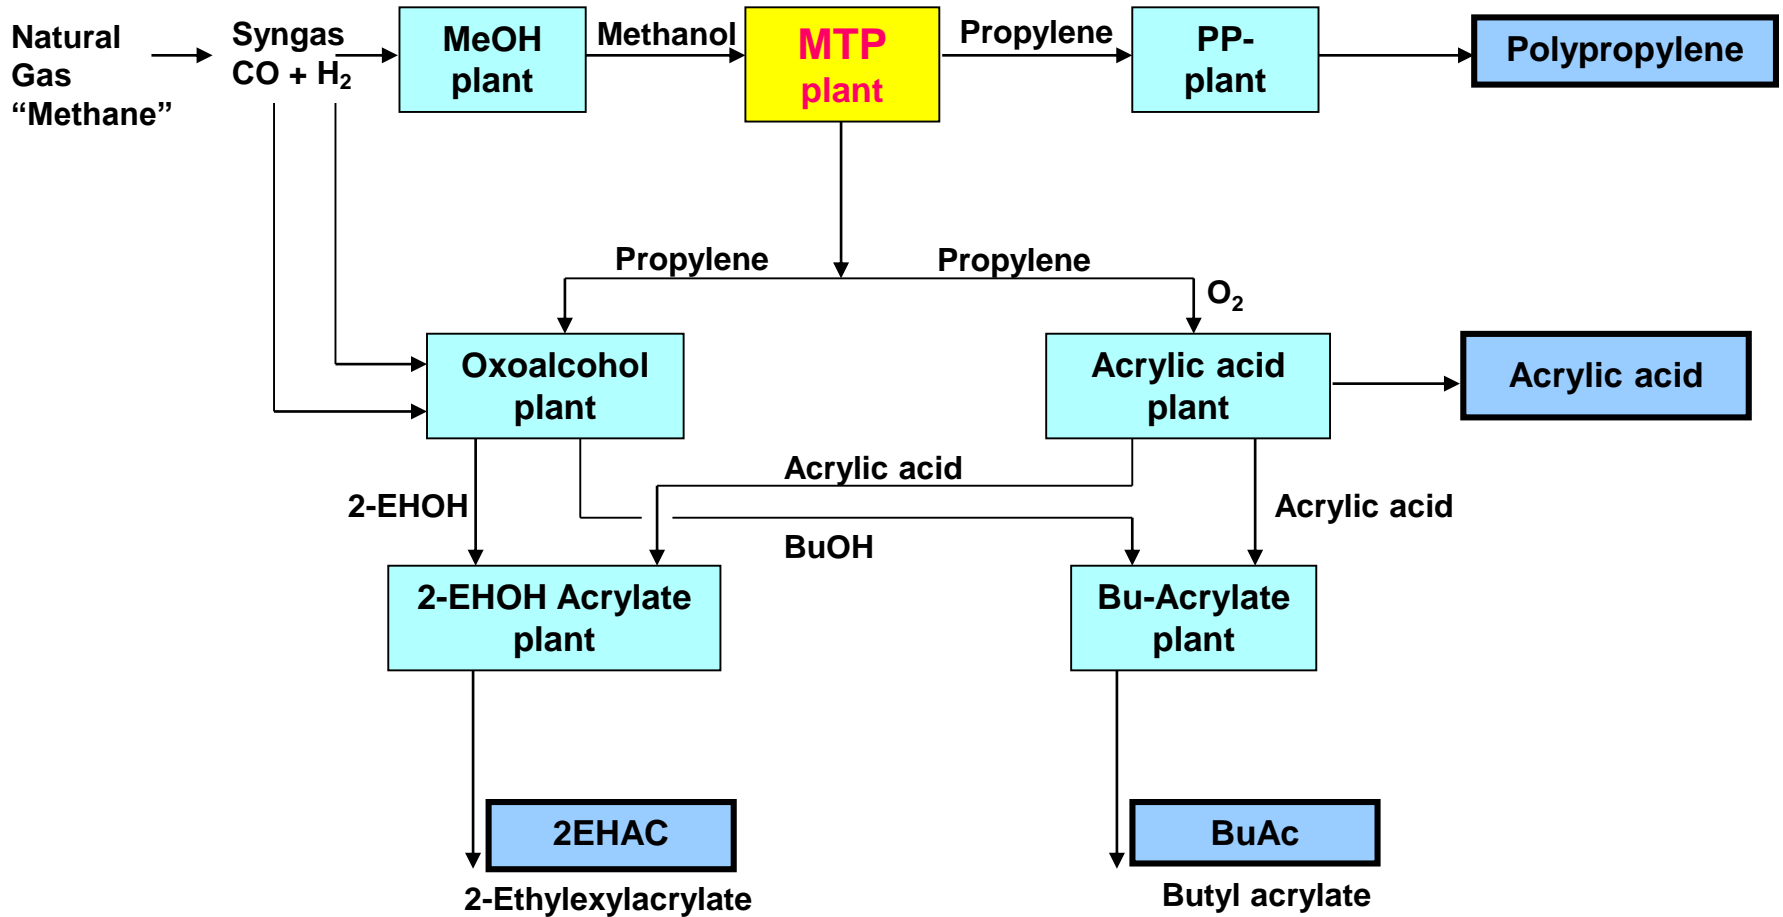 Natural
Gas
“Methane”
Syngas
CO + H₂
MeOH
plant
Methanol
MTP
plant
Propylene
PP-
plant
Polypropylene
Propylene
Propylene
O₂
Oxoalcohol
plant
Acrylic acid
plant
Acrylic acid
Acrylic acid
2-EHOH
Acrylic acid
BuOH
2-EHOH Acrylate
plant
Bu-Acrylate
plant
2EHAC
BuAc
2-Ethylexylacrylate
Butyl acrylate